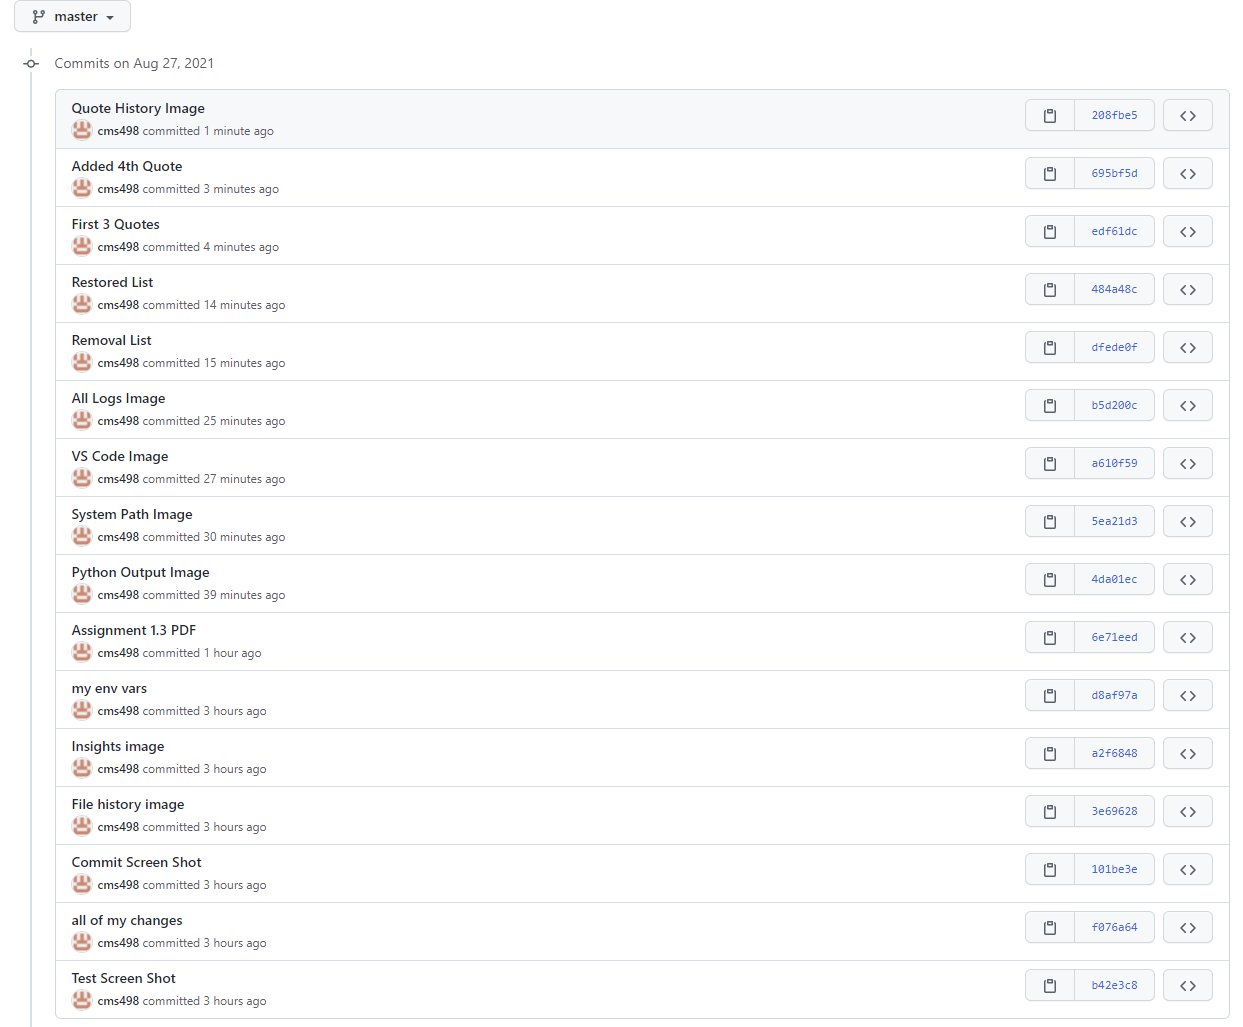 master
Commits on Aug 27, 2021
Quote History Image
cms498 committed 1 minute ago
208fbe5
Added 4th Quote
cms498 committed 3 minutes ago
695bf5d
First 3 Quotes
cms498 committed 4 minutes ago
edf61dc
Restored List
cms498 committed 14 minutes ago
484a48c
Removal List
cms498 committed 15 minutes ago
dfede0f
All Logs Image
cms498 committed 25 minutes ago
b5d200c
VS Code Image
cms498 committed 27 minutes ago
a610f59
System Path Image
cms498 committed 30 minutes ago
5ea21d3
Python Output Image
cms498 committed 39 minutes ago
4da01ec
Assignment 1.3 PDF
cms498 committed 1 hour ago
6e71eed
my env vars
cms498 committed 3 hours ago
d8af97a
Insights image
cms498 committed 3 hours ago
a2f6848
File history image
cms498 committed 3 hours ago
3e69628
Commit Screen Shot
cms498 committed 3 hours ago
101be3e
all of my changes
cms498 committed 3 hours ago
f076a64
Test Screen Shot
cms498 committed 3 hours ago
b42e3c8